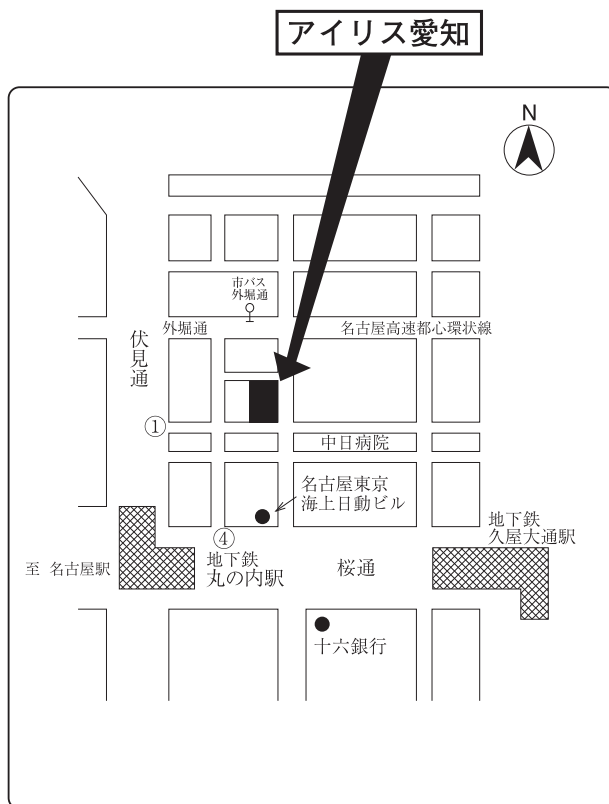 アイリス愛知
N
市バス
外堀通
外堀通
名古屋高速都心環状線
伏見通
①
中日病院
名古屋東京
海上日動ビル
④
地下鉄
丸の内駅
地下鉄
久屋大通駅
至 名古屋駅
桜通
十六銀行